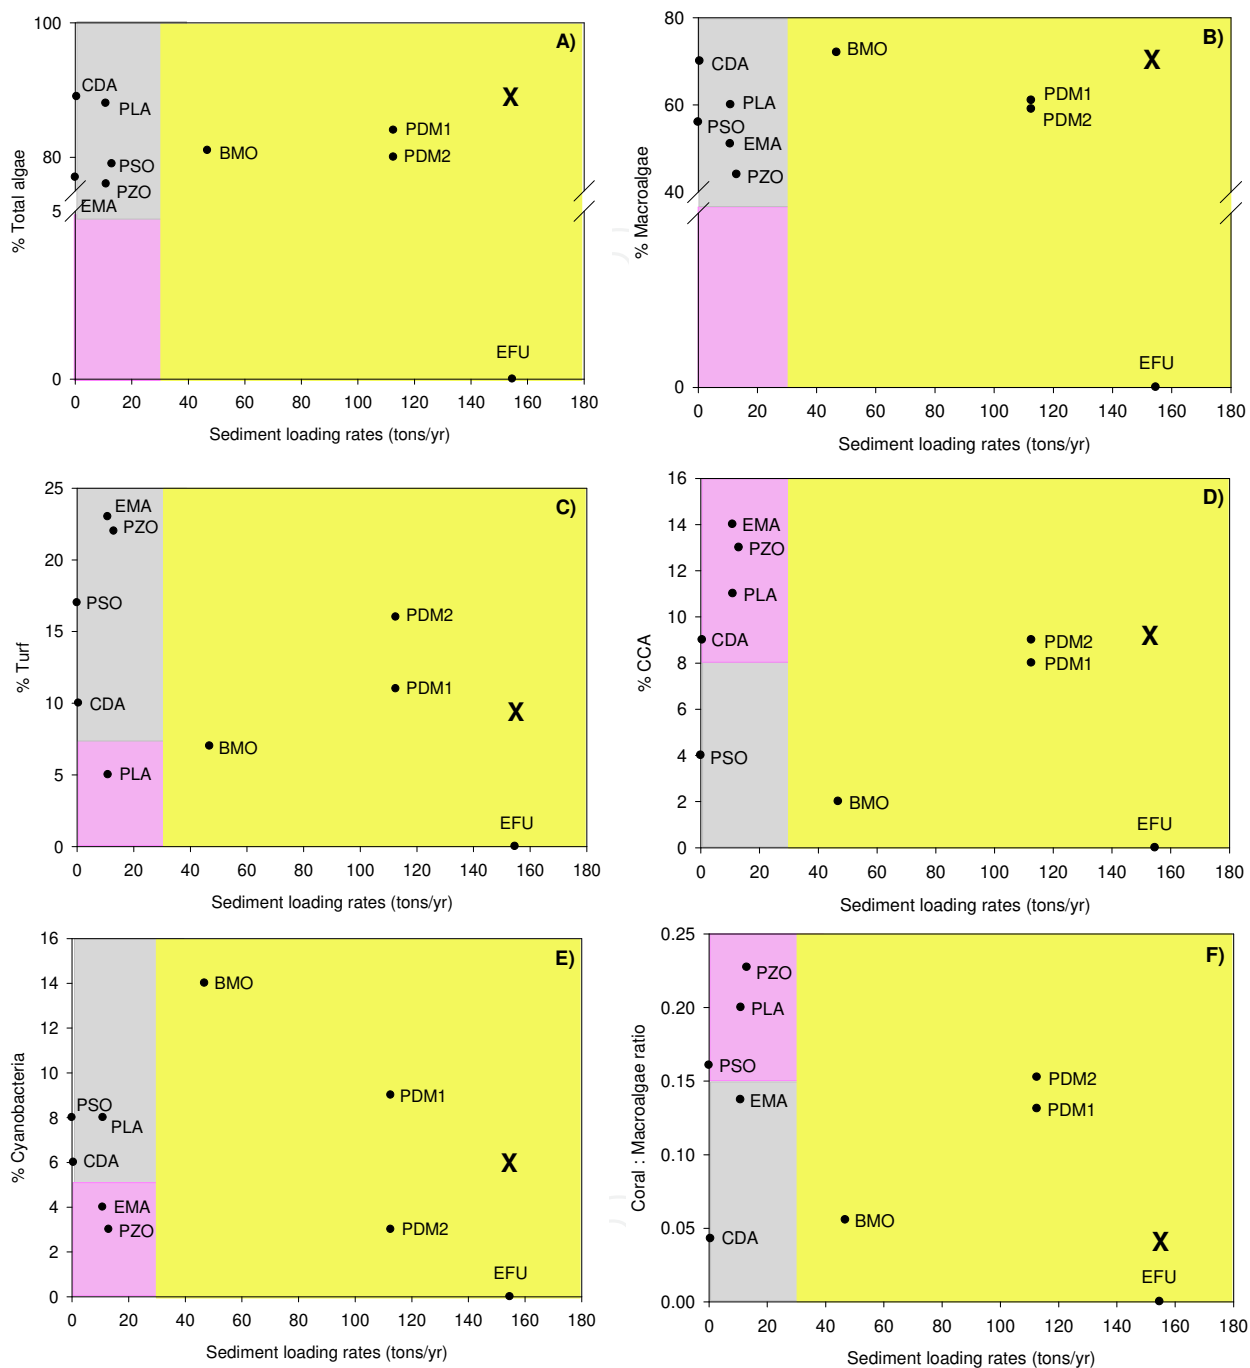 A)
100
80
5
0
% Total algae
CDA
PLA
PSO
PZO
EMA
BMO
PDM1
PDM2
X
EFU
0 20 40 60 80 100 120 140 160 180
Sediment loading rates (tons/yr)
B)
80
60
40
0
% Macroalgae
CDA
PLA
PSO
EMA
PZO
BMO
PDM1
PDM2
X
EFU
0 20 40 60 80 100 120 140 160 180
Sediment loading rates (tons/yr)
C)
25
20
15
10
5
0
% Turf
EMA
PZO
PSO
CDA
PLA
BMO
PDM2
PDM1
X
EFU
0 20 40 60 80 100 120 140 160 180
Sediment loading rates (tons/yr)
D)
16
14
12
10
8
6
4
2
0
% CCA
EMA
PZO
PLA
CDA
PSO
BMO
PDM2
PDM1
X
EFU
0 20 40 60 80 100 120 140 160 180
Sediment loading rates (tons/yr)
E)
16
14
12
10
8
6
4
2
0
% Cyanobacteria
BMO
PSO
PLA
CDA
EMA
PZO
PDM1
PDM2
X
EFU
0 20 40 60 80 100 120 140 160 180
Sediment loading rates (tons/yr)
F)
0.25
0.20
0.15
0.10
0.05
0.00
Coral : Macroalgae ratio
PZO
PLA
PSO
EMA
CDA
BMO
PDM2
PDM1
X
EFU
0 20 40 60 80 100 120 140 160 180
Sediment loading rates (tons/yr)